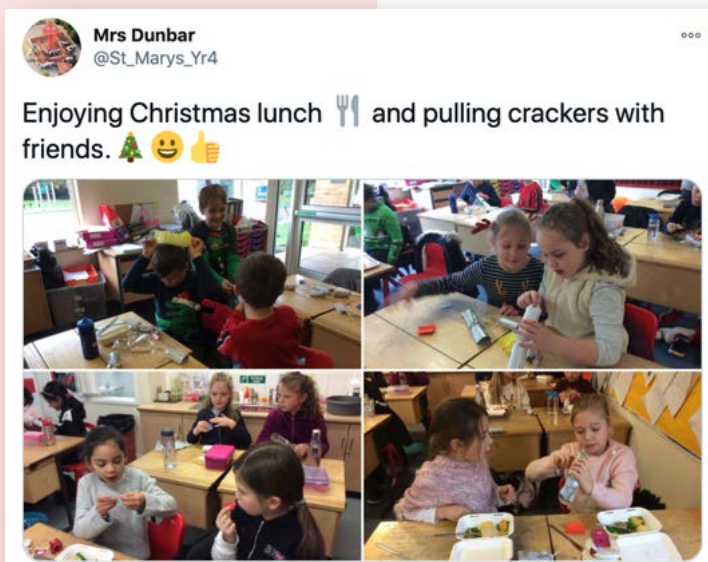 Mrs Dunbar
@St_Marys_Yr4
Enjoying Christmas lunch 🍴 and pulling crackers with
friends. 🎄😀👍